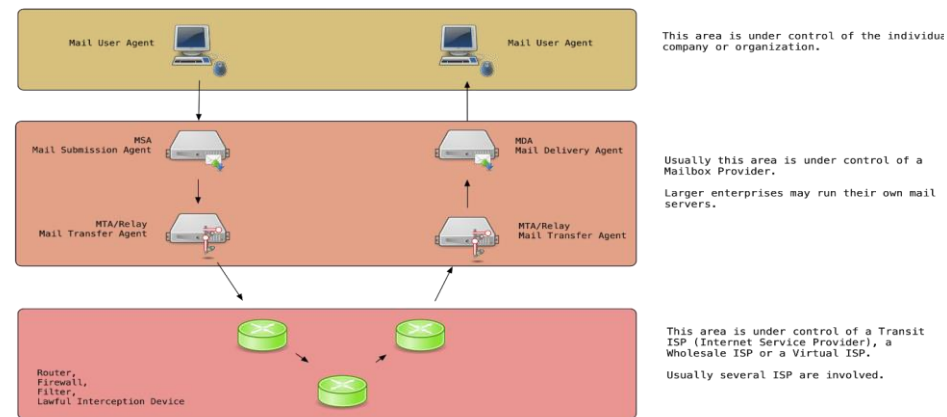 Mail User Agent
Mail User Agent
This area is under control of the individua
company or organization.
MSA
Mail Submission Agent
MDA
Mail Delivery Agent
Usually this area is under control of a
Mailbox Provider.
Larger enterprises may run their own mail
servers.
MTA/Relay
Mail Transfer Agent
MTA/Relay
Mail Transfer Agent
This area is under control of a Transit
ISP (Internet Service Provider), a
Wholesale ISP or a Virtual ISP.
Usually several ISP are involved.
Router,
Firewall,
Filter,
Lawful Interception Device